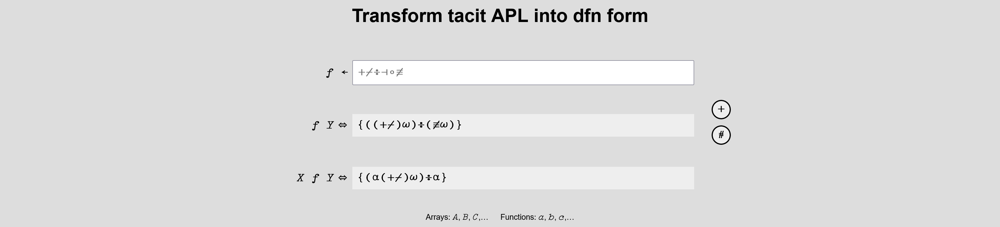 Transform tacit APL into dfn form
f ← +⌿÷⊣∘≢
+
f Y ⇔ {((+⌿)⍵)÷(≢⍵)}
#
X f Y ⇔ {(⍺(+⌿)⍵)÷⍺}
Arrays: A, B, C,… Functions: a, b, c,…